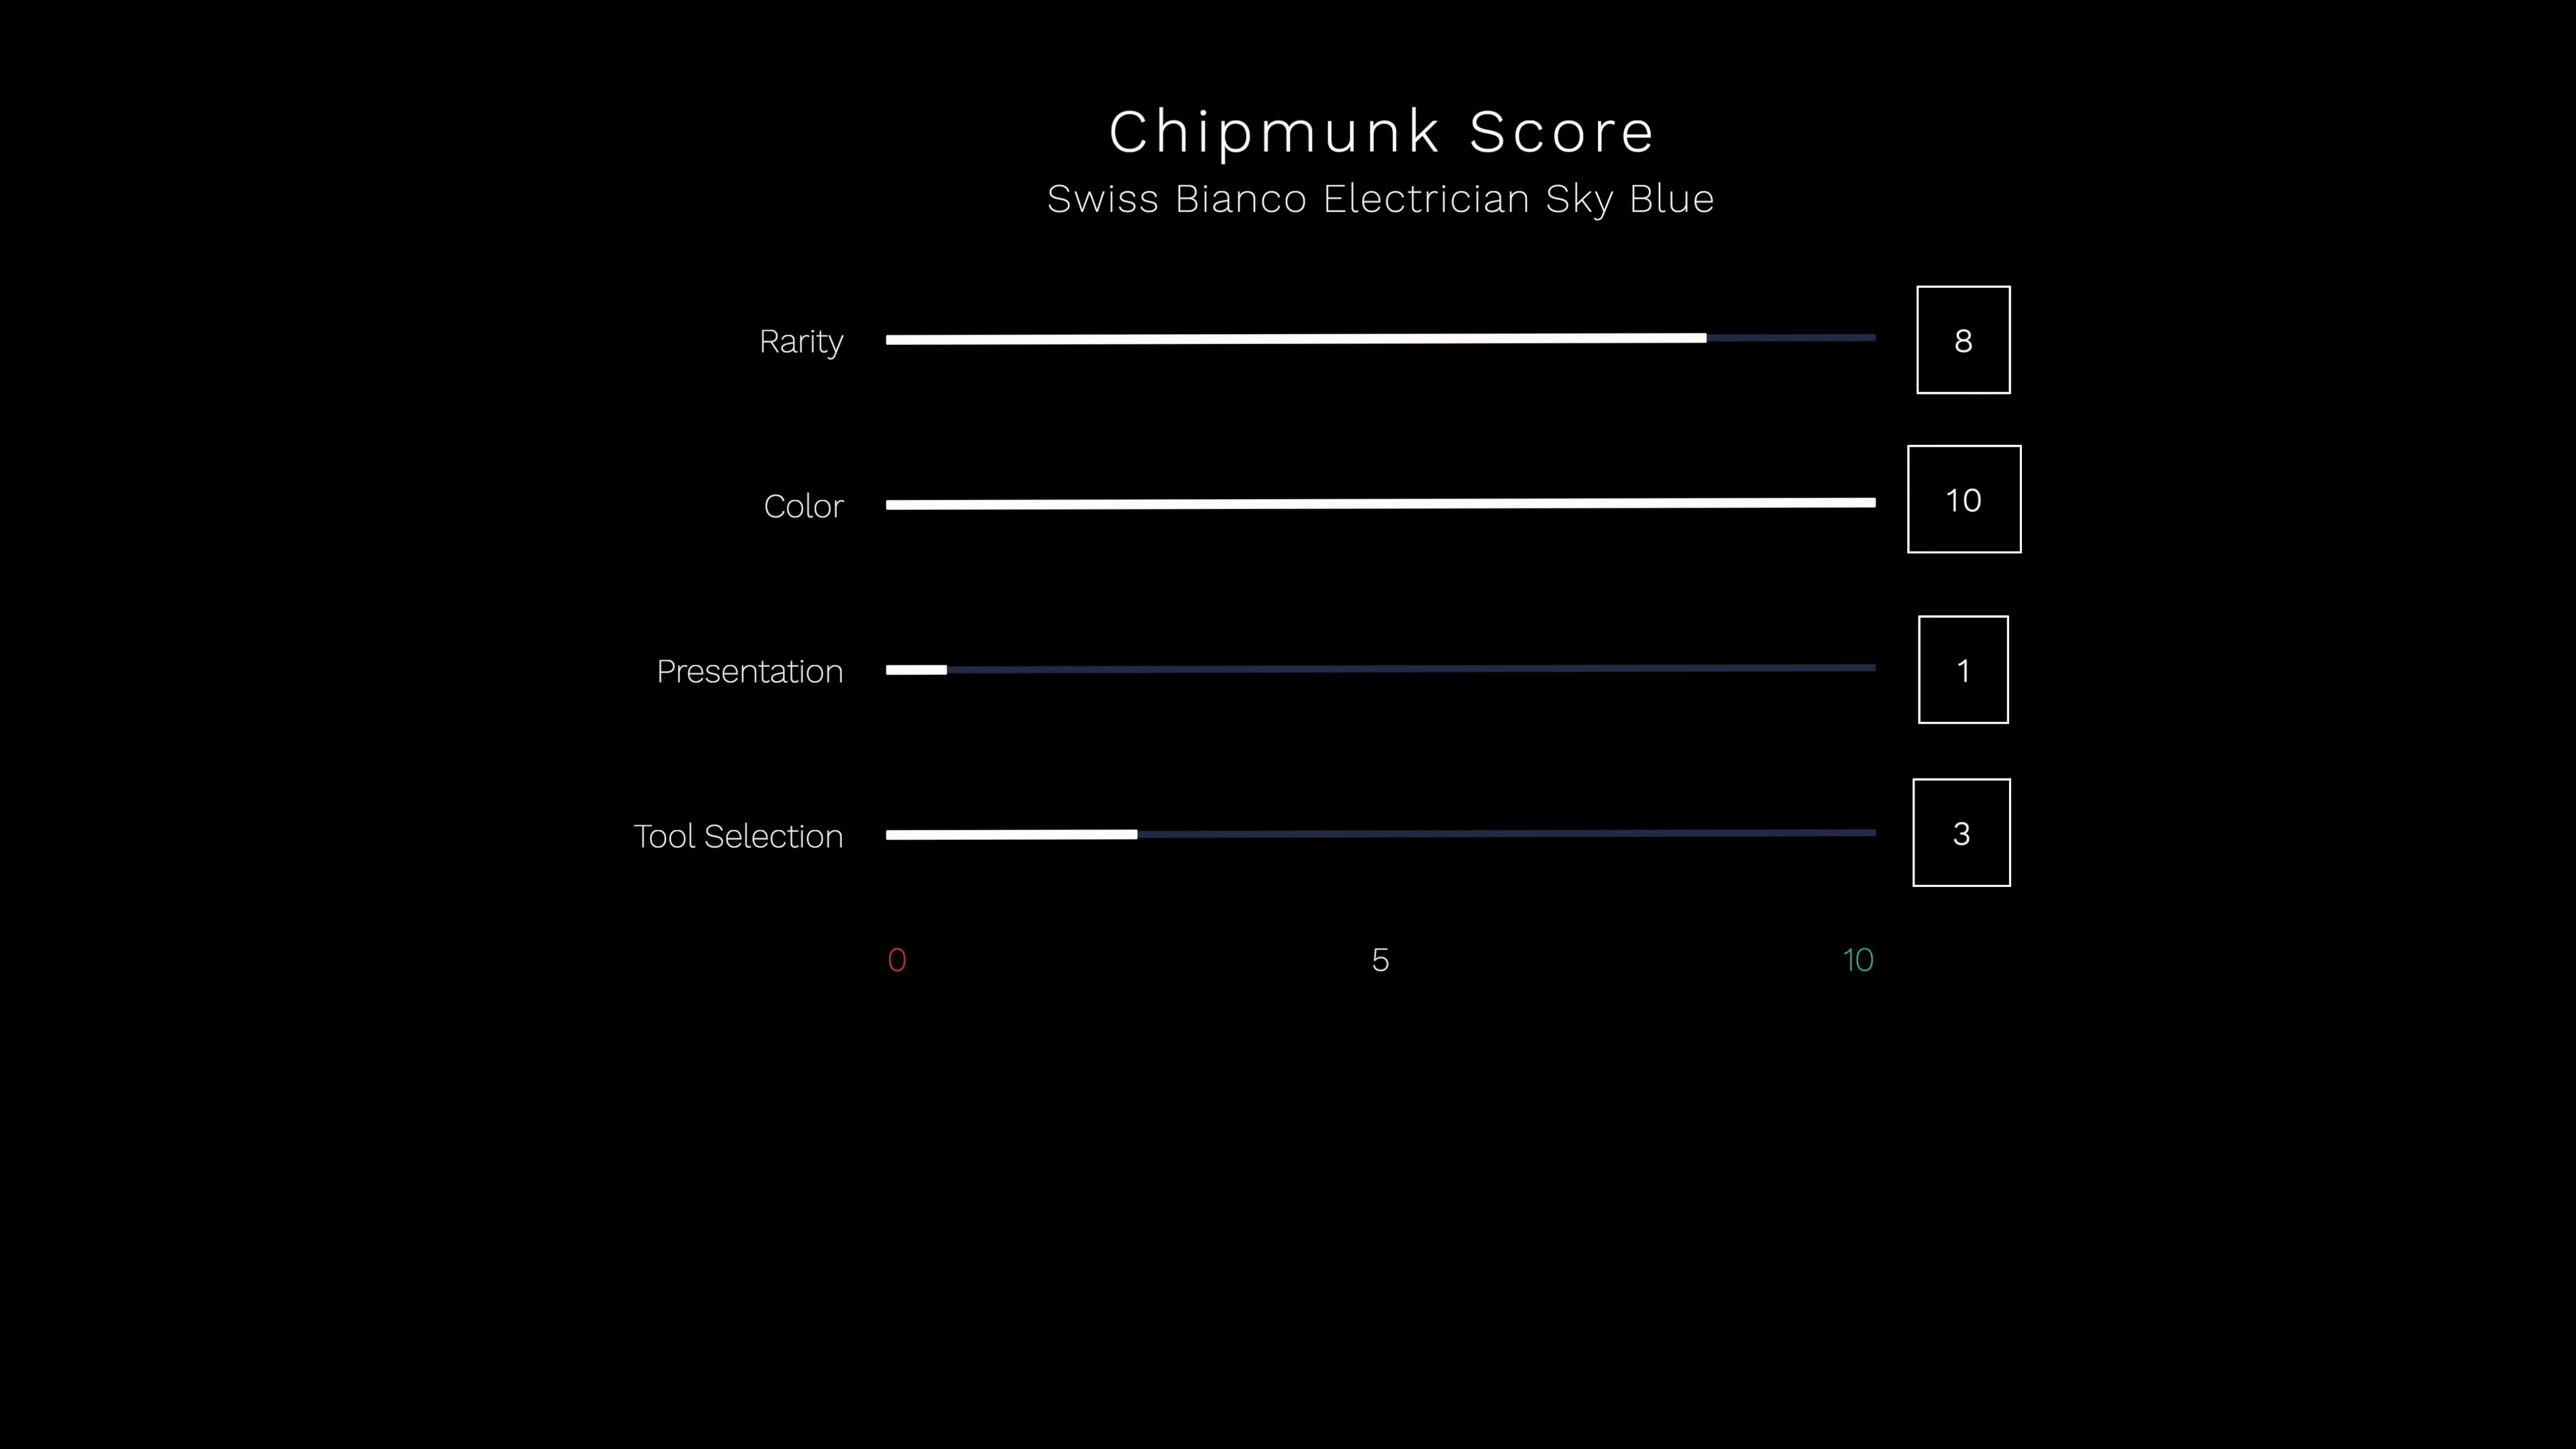 Chipmunk Score
Swiss Bianco Electrician Sky Blue
Rarity 8
Color 10
Presentation 1
Tool Selection 3
0 5 10